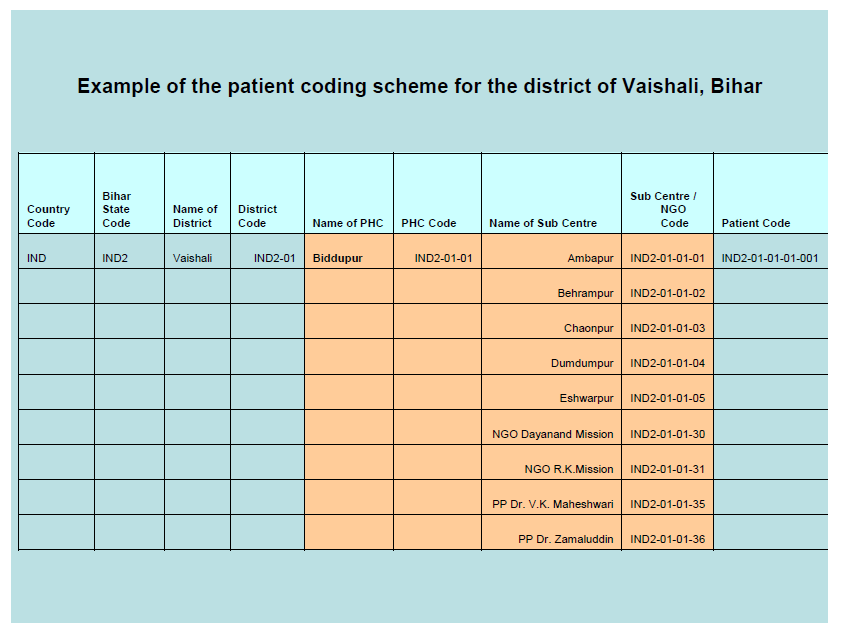 Example of the patient coding scheme for the district of Vaishali, Bihar
Country Code Bihar State Code Name of District District Code Name of PHC PHC Code Name of Sub Centre Sub Centre / NGO Code Patient Code
IND IND2 Vaishali IND2-01 Biddupur IND2-01-01 Ambapur IND2-01-01-01 IND2-01-01-01-001
Behrampur IND2-01-01-02
Chaonpur IND2-01-01-03
Dumdumpur IND2-01-01-04
Eshwarpur IND2-01-01-05
NGO Dayanand Mission IND2-01-01-30
NGO R.K.Mission IND2-01-01-31
PP Dr. V.K. Maheshwari IND2-01-01-35
PP Dr. Zamaluddin IND2-01-01-36